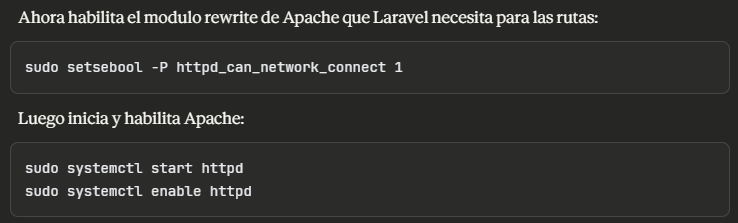 Ahora habilita el modulo rewrite de Apache que Laravel necesita para las rutas:
sudo setsebool -P httpd_can_network_connect 1
Luego inicia y habilita Apache:
sudo systemctl start httpd
sudo systemctl enable httpd